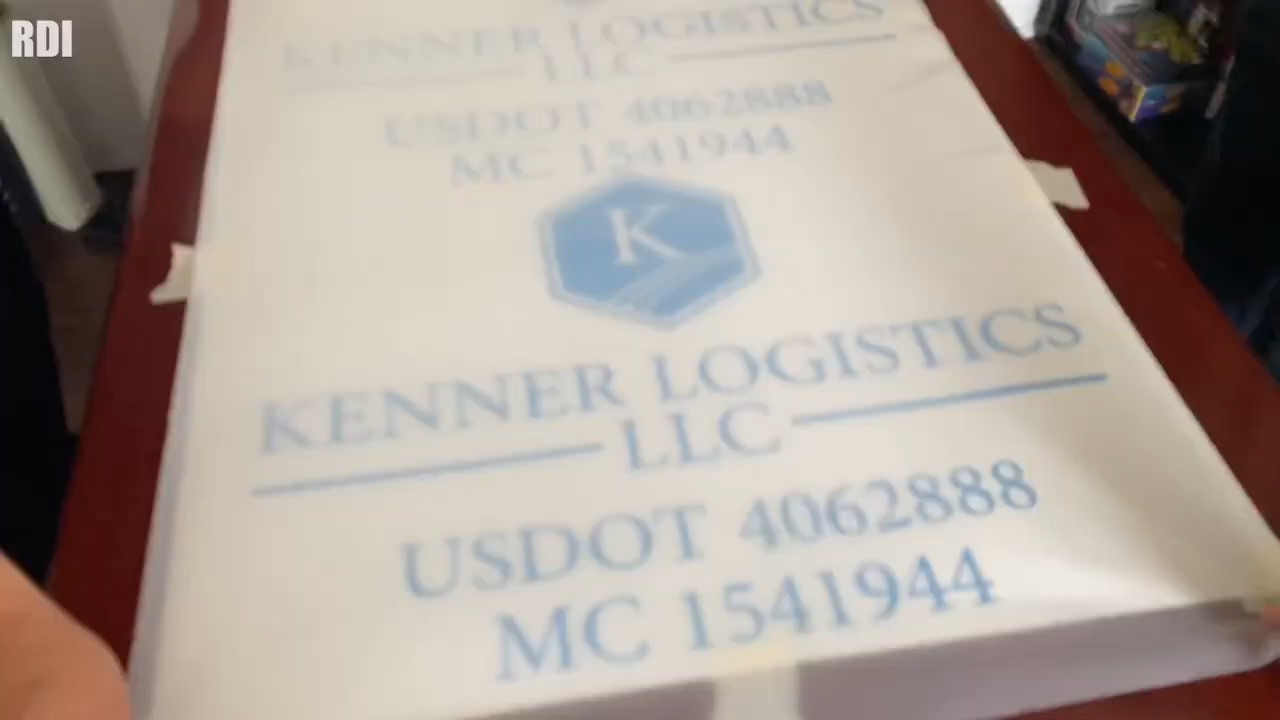 RDI
KENNER LOGISTICS
LLC
USDOT 4062888
MC 1541944
K
KENNER LOGISTICS
LLC
USDOT 4062888
MC 1541944